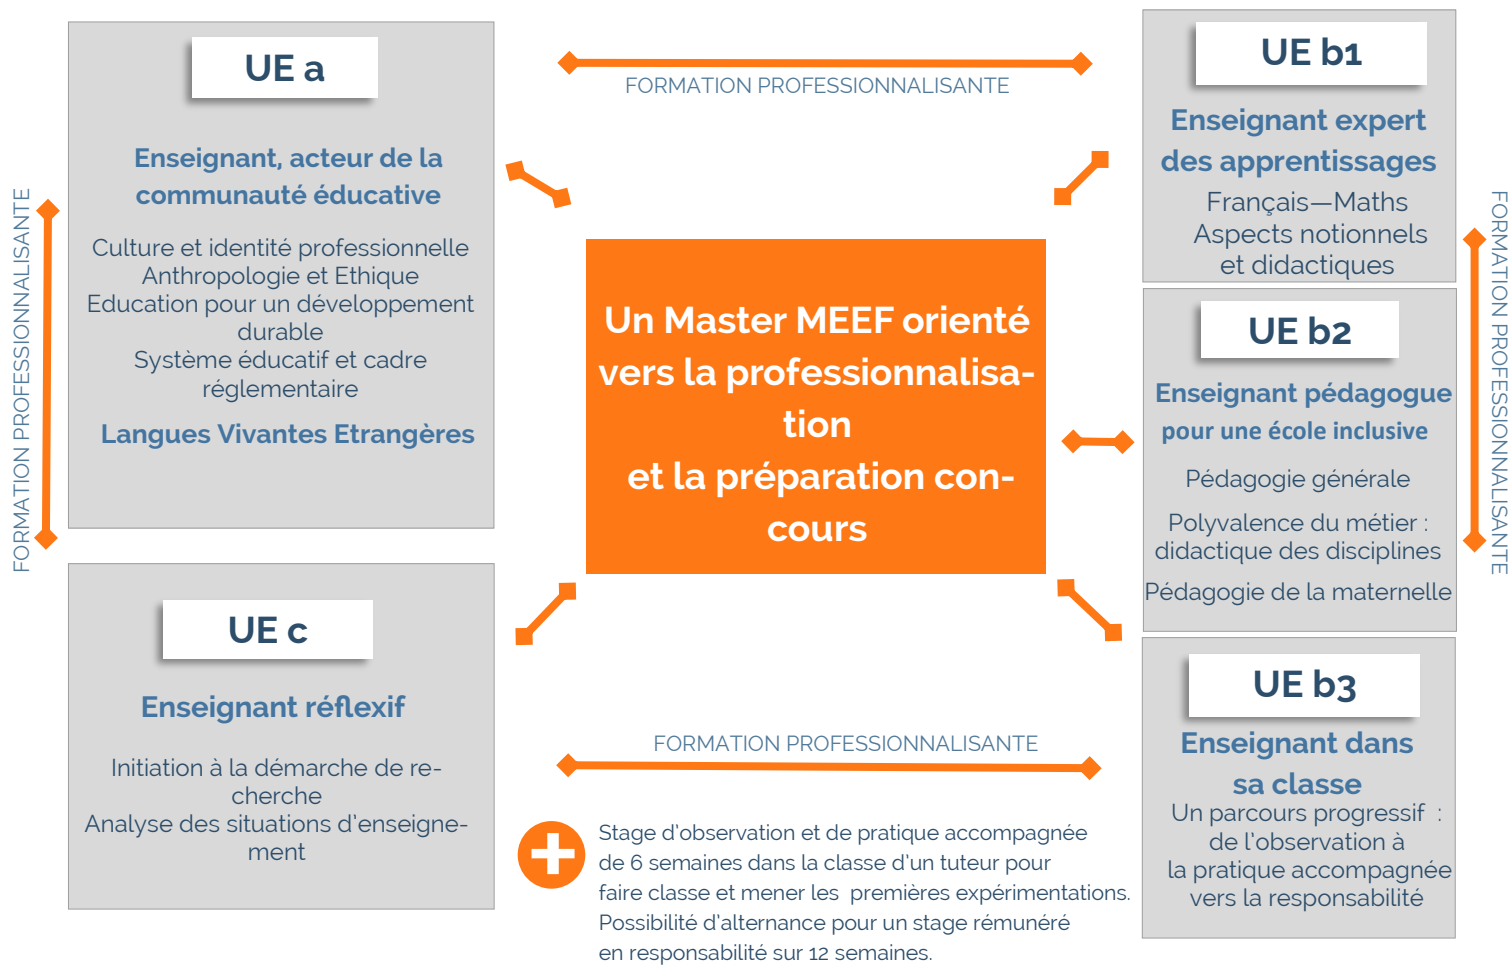 UE a
Enseignant, acteur de la
communauté éducative
Culture et identité professionnelle
Anthropologie et Ethique
Education pour un développement
durable
Système éducatif et cadre
réglementaire
Langues Vivantes Etrangères
FORMATION PROFESSIONNALISANTE
UE c
Enseignant réflexif
Initiation à la démarche de re-
cherche
Analyse des situations d'enseigne-
ment
FORMATION PROFESSIONNALISANTE
Un Master MEEF orienté
vers la professionnalisa-
tion
et la préparation con-
cours
FORMATION PROFESSIONNALISANTE
Stage d'observation et de pratique accompagnée
de 6 semaines dans la classe d'un tuteur pour
faire classe et mener les premières expérimentations.
Possibilité d'alternance pour un stage rémunéré
en responsabilité sur 12 semaines.
UE b1
Enseignant expert
des apprentissages
Français—Maths
Aspects notionnels
et didactiques
UE b2
Enseignant pédagogue
pour une école inclusive
Pédagogie générale
Polyvalence du métier :
didactique des disciplines
Pédagogie de la maternelle
FORMATION PROFESSIONNALISANTE
UE b3
Enseignant dans
sa classe
Un parcours progressif :
de l'observation à
la pratique accompagnée
vers la responsabilité